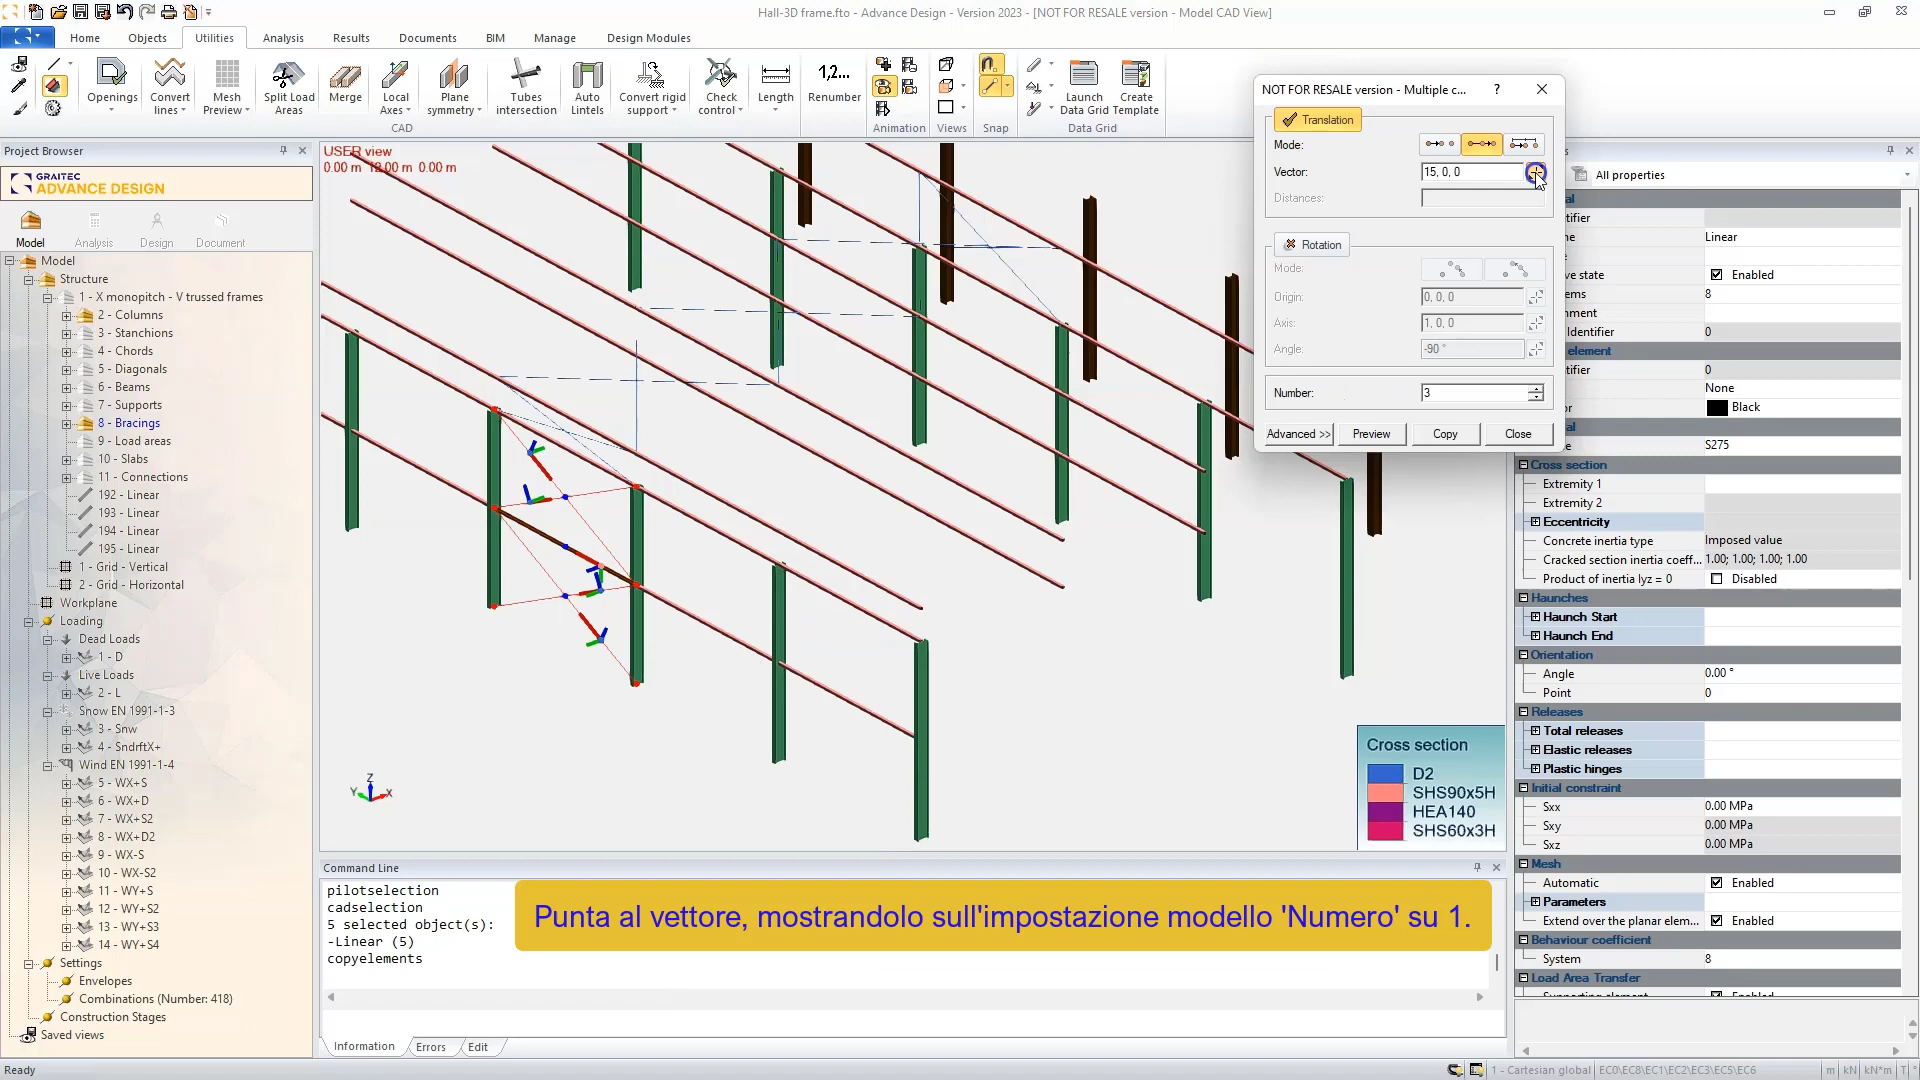 Hall-3D frame.fto - Advance Design - Version 2023 - [NOT FOR RESALE version - Model CAD View]
Home Objects Utilities Analysis Results Documents BIM Manage Design Modules
Openings
Convert lines
Mesh Preview
Split Load Areas
Merge
Local Axes
Plane symmetry
Tubes intersection
Auto Lintels
Convert rigid support
Check control
Length
1,2...
Renumber
Launch Data Grid
Create Template
CAD
Animation
Views
Snap
Data Grid
Project Browser
GRAITEC
ADVANCE DESIGN
Model Analysis Design Document
Model
Structure
1 - X monopitch - V trussed frames
2 - Columns
3 - Stanchions
4 - Chords
5 - Diagonals
6 - Beams
7 - Supports
8 - Bracings
9 - Load areas
10 - Slabs
11 - Connections
192 - Linear
193 - Linear
194 - Linear
195 - Linear
1 - Grid - Vertical
2 - Grid - Horizontal
Workplane
Loading
Dead Loads
1 - D
Live Loads
2 - L
Snow EN 1991-1-3
3 - Snw
4 - SndrftX+
Wind EN 1991-1-4
5 - WX+S
6 - WX+D
7 - WX+S2
8 - WX+D2
9 - WX-S
10 - WX-S2
11 - WY+S
12 - WY+S2
13 - WY+S3
14 - WY+S4
Settings
Envelopes
Combinations (Number: 418)
Construction Stages
Saved views
USER view
Z
Y
X
Cross section
D2
SHS90x5H
HEA140
SHS60x3H
NOT FOR RESALE version - Multiple c...
?
Translation
Mode:
Vector: 15, 0, 0
Distances:
Rotation
Mode:
Origin: 0, 0, 0
Axis: 1, 0, 0
Angle: -90 °
Number: 3
Advanced >> Preview Copy Close
All properties
Linear
Enabled
8
0
element
0
None
Black
S275
Cross section
Extremity 1
Extremity 2
Eccentricity
Concrete inertia type Imposed value
Cracked section inertia coeff... 1.00; 1.00; 1.00; 1.00
Product of inertia Iyz = 0 Disabled
Haunches
Haunch Start
Haunch End
Orientation
Angle 0.00 °
Point 0
Releases
Total releases
Elastic releases
Plastic hinges
Initial constraint
Sxx 0.00 MPa
Sxy 0.00 MPa
Sxz 0.00 MPa
Mesh
Automatic Enabled
Parameters
Extend over the planar elem... Enabled
Behaviour coefficient
System 8
Load Area Transfer
Command Line
pilotselection
cadselection
5 selected object(s):
-Linear (5)
copyelements
Punta al vettore, mostrandolo sull'impostazione modello 'Numero' su 1.
Information Errors Edit
Ready
1 - Cartesian global EC0\EC8\EC1\EC2\EC3\EC5\EC6 m kN kN*m T °